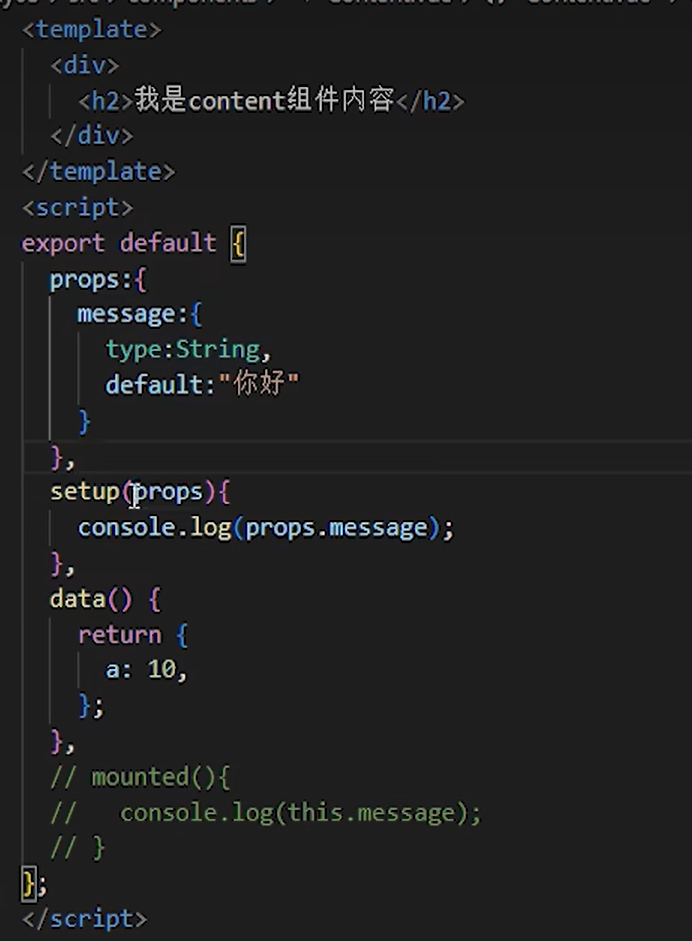 <template>
  <div>
    <h2>我是content组件内容</h2>
  </div>
</template>
<script>
export default {
  props:{
    message:{
      type:String,
      default:"你好"
    }
  },
  setup(props){
    console.log(props.message);
  },
  data() {
    return {
      a: 10,
    };
  },
  // mounted(){
  //   console.log(this.message);
  // }
};
</script>